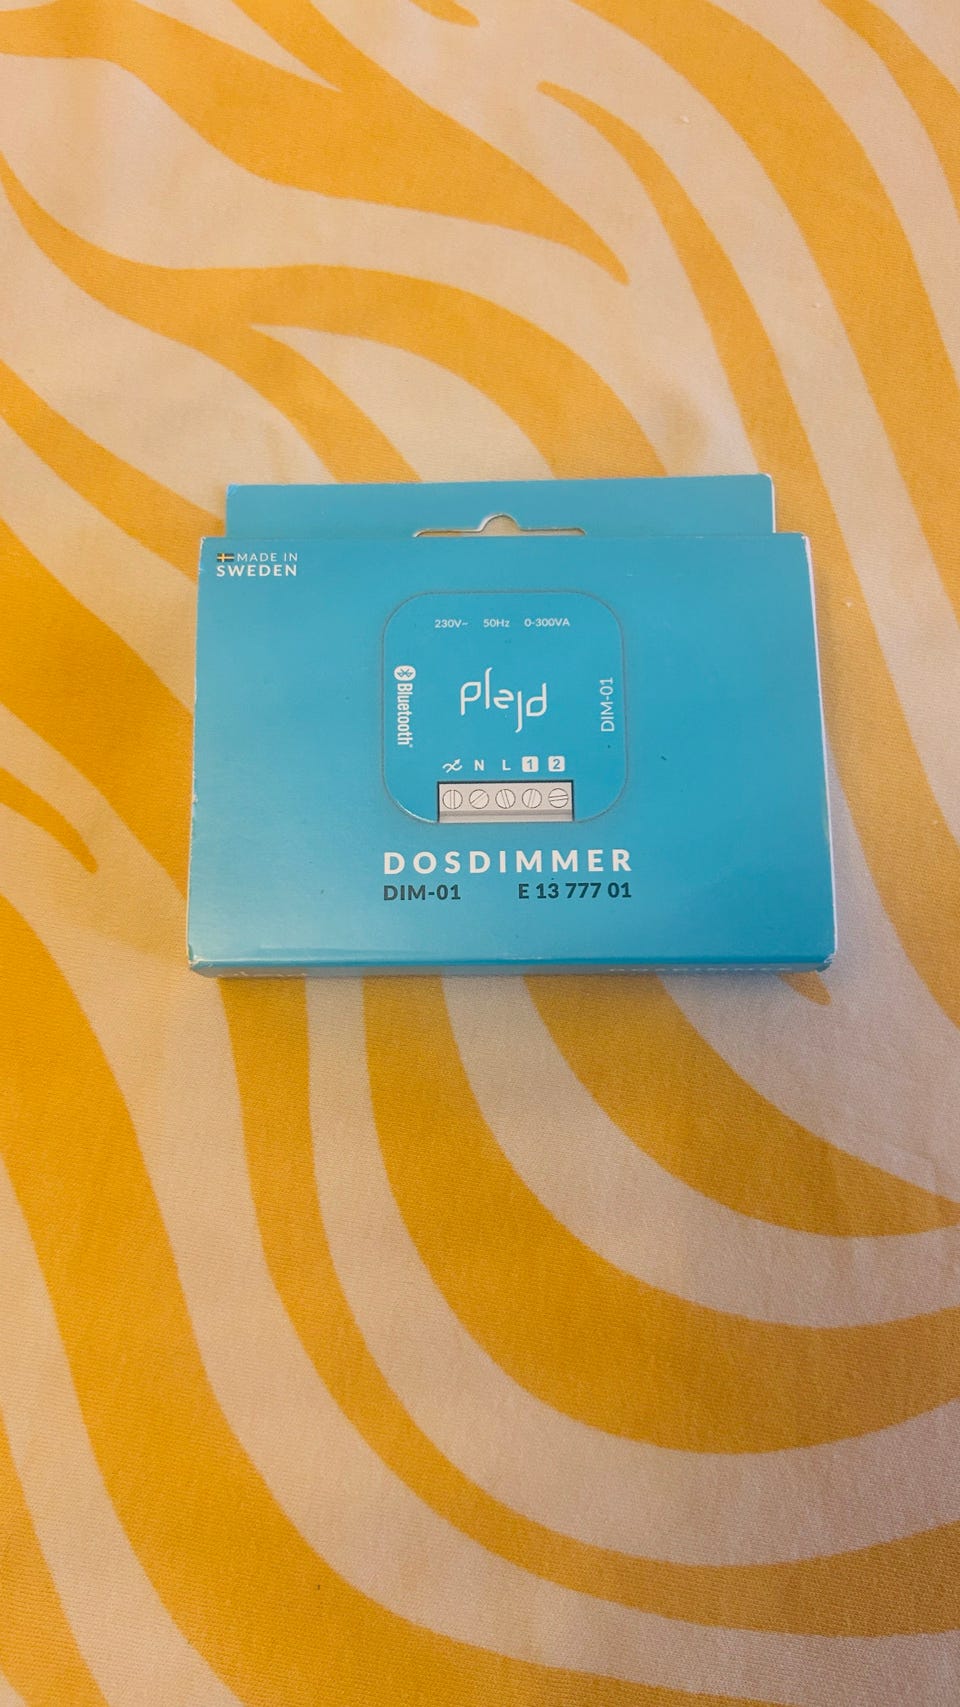 MADE IN
SWEDEN
230V~ 50Hz 0-300VA
Bluetooth
plejd
DIM-01
N L 1 2
DOSDIMMER
DIM-01 E 13 777 01